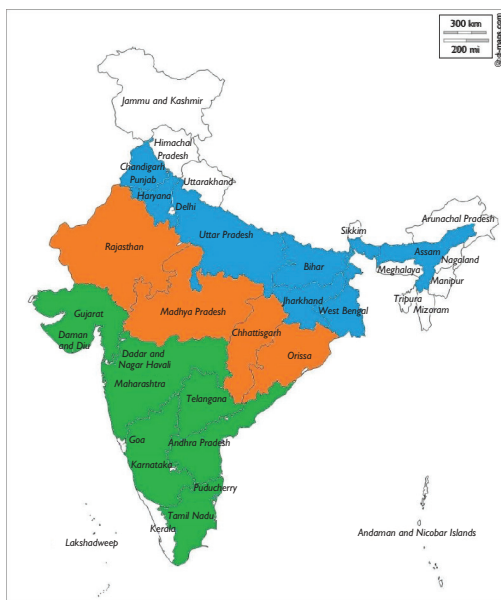 300 km
200 mi
© d-maps.com
Jammu and Kashmir
Himachal
Pradesh
Chandigarh
Punjab
Uttarakhand
Haryana
Delhi
Arunachal Pradesh
Sikkim
Rajasthan
Uttar Pradesh
Assam
Nagaland
Bihar
Meghalaya
Manipur
Jharkhand
Tripura
Mizoram
Gujarat
Madhya Pradesh
West Bengal
Chhattisgarh
Daman
and Diu
Dadar and
Nagar Havali
Orissa
Maharashtra
Telangana
Goa
Andhra Pradesh
Karnataka
Puducherry
Tamil Nadu
Kerala
Lakshadweep
Andaman and Nicobar Islands